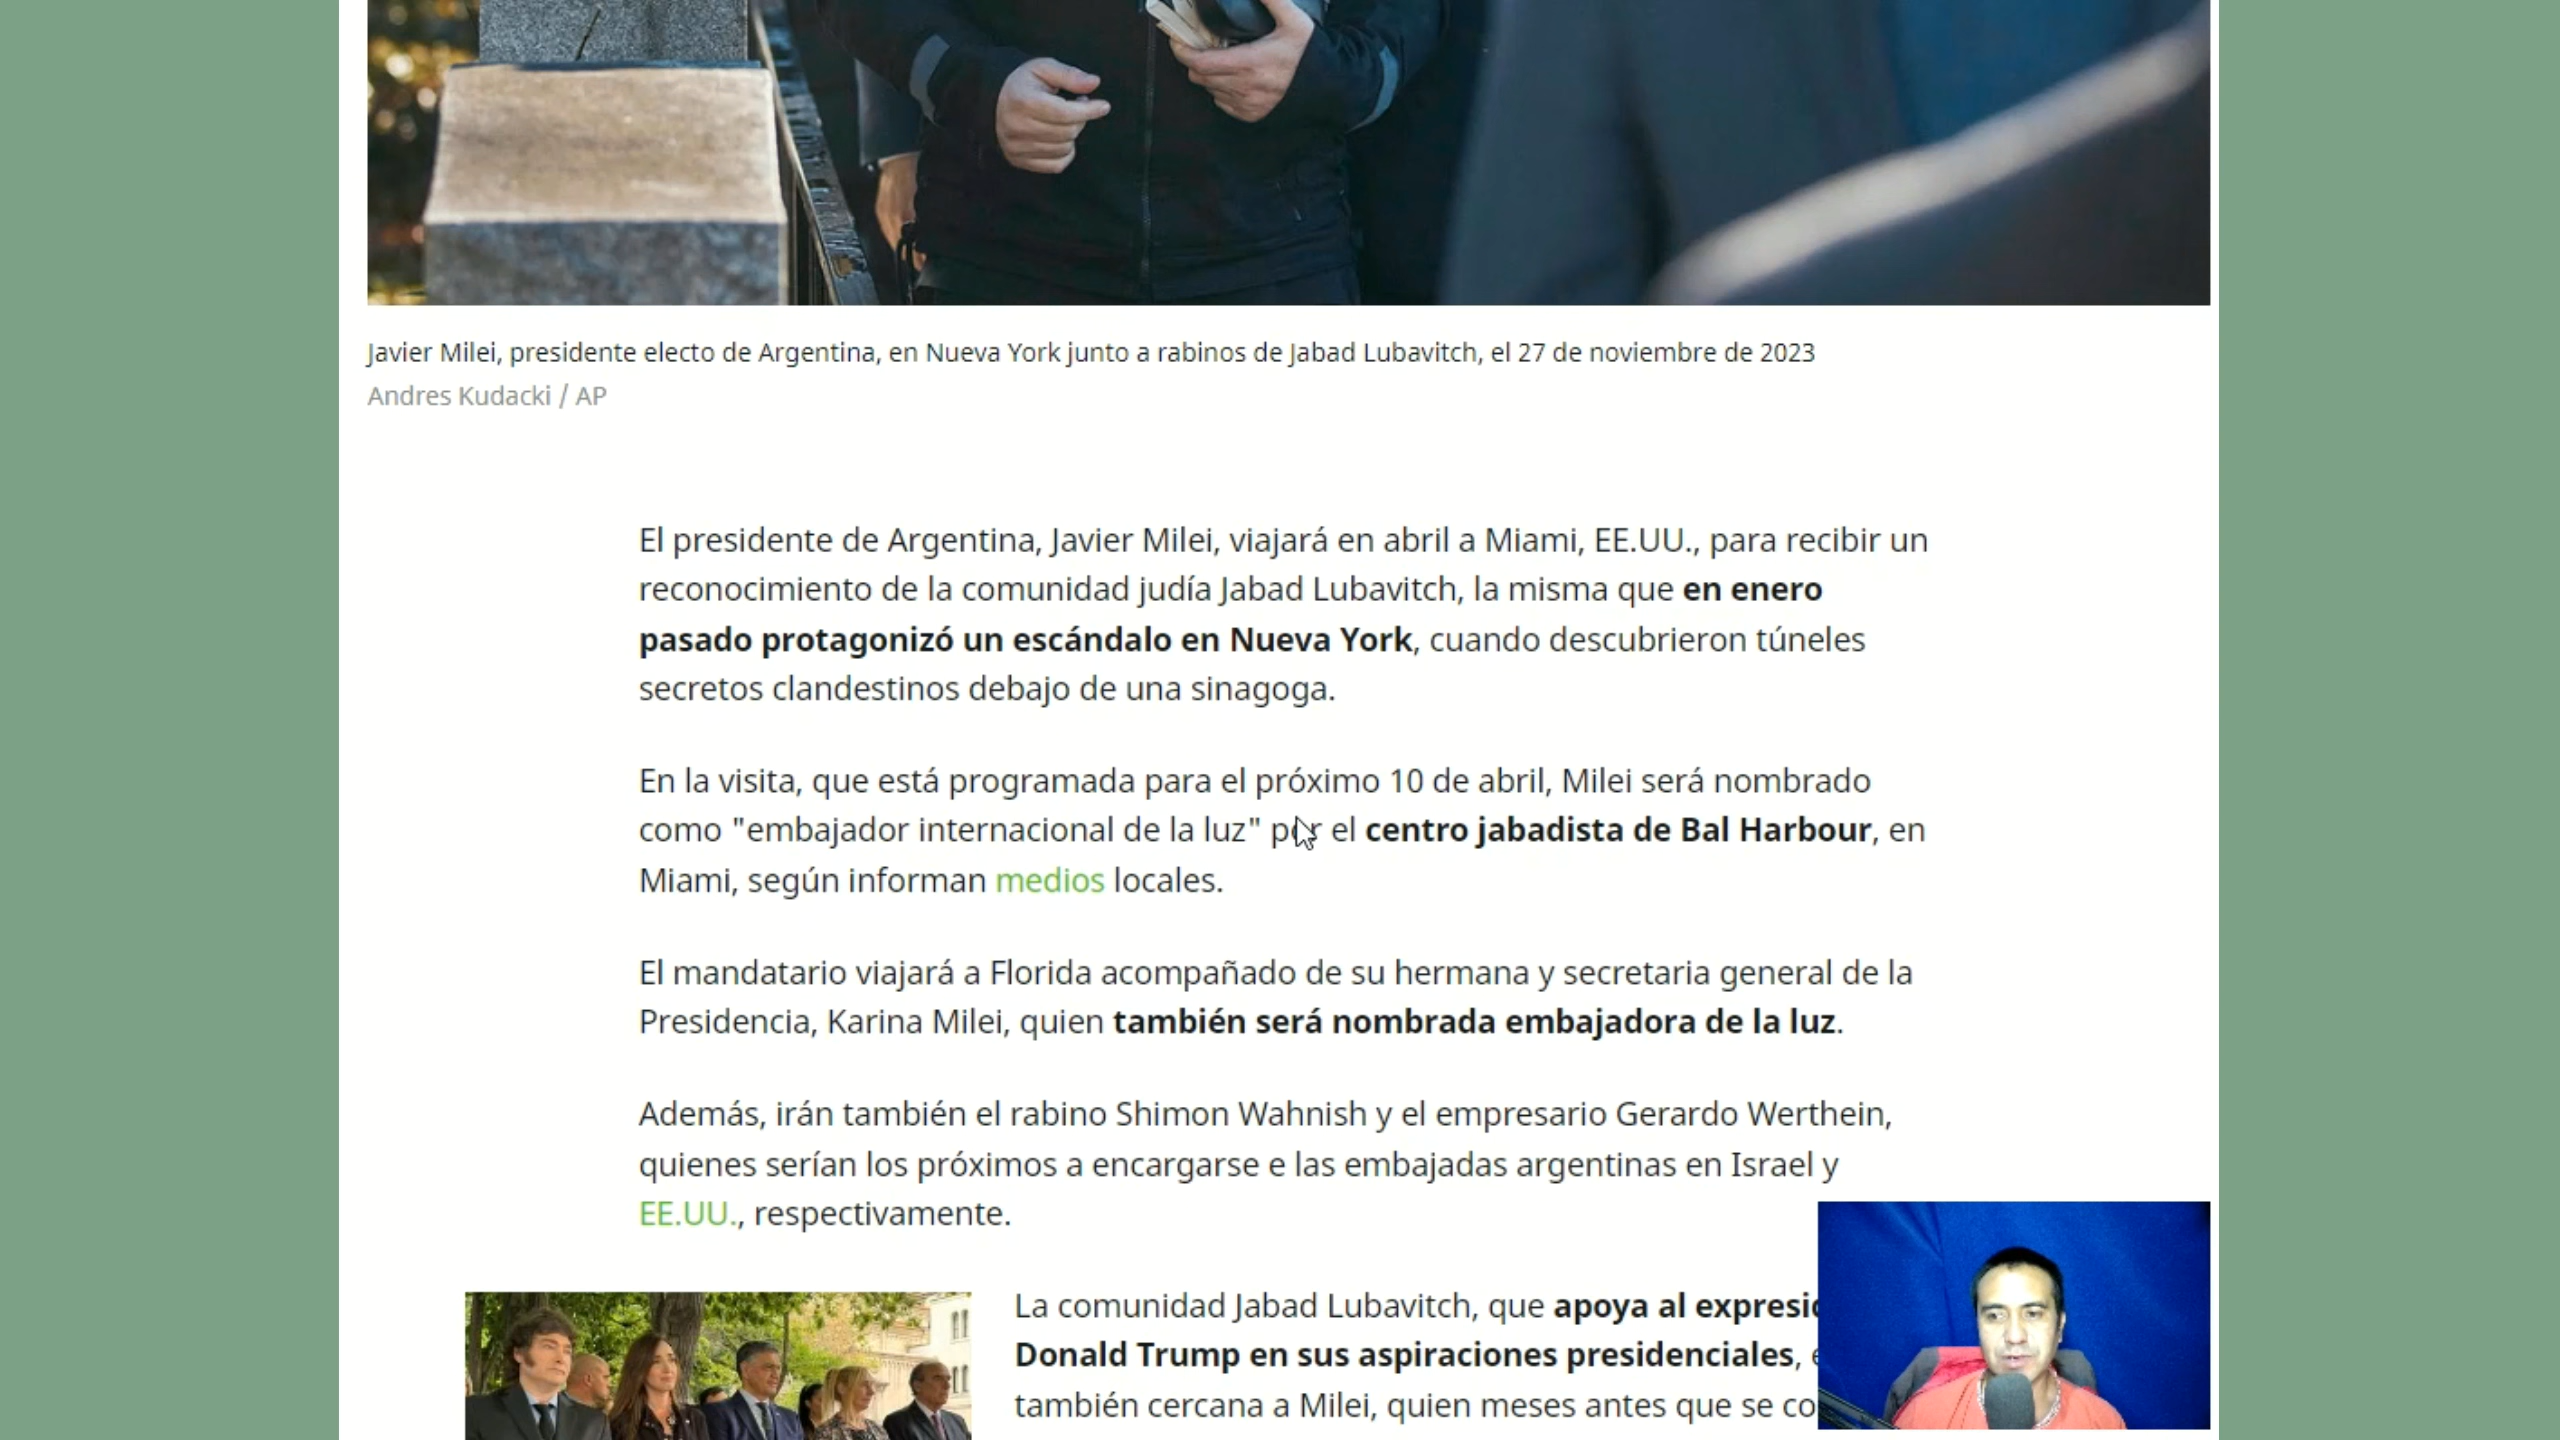 Javier Milei, presidente electo de Argentina, en Nueva York junto a rabinos de Jabad Lubavitch, el 27 de noviembre de 2023
Andres Kudacki / AP
El presidente de Argentina, Javier Milei, viajará en abril a Miami, EE.UU., para recibir un
reconocimiento de la comunidad judía Jabad Lubavitch, la misma que en enero
pasado protagonizó un escándalo en Nueva York, cuando descubrieron túneles
secretos clandestinos debajo de una sinagoga.
En la visita, que está programada para el próximo 10 de abril, Milei será nombrado
como "embajador internacional de la luz" por el centro jabadista de Bal Harbour, en
Miami, según informan medios locales.
El mandatario viajará a Florida acompañado de su hermana y secretaria general de la
Presidencia, Karina Milei, quien también será nombrada embajadora de la luz.
Además, irán también el rabino Shimon Wahnish y el empresario Gerardo Werthein,
quienes serían los próximos a encargarse e las embajadas argentinas en Israel y
EE.UU., respectivamente.
La comunidad Jabad Lubavitch, que apoya al
Donald Trump en sus aspiraciones presidenciales,
también cercana a Milei, quien meses antes que se